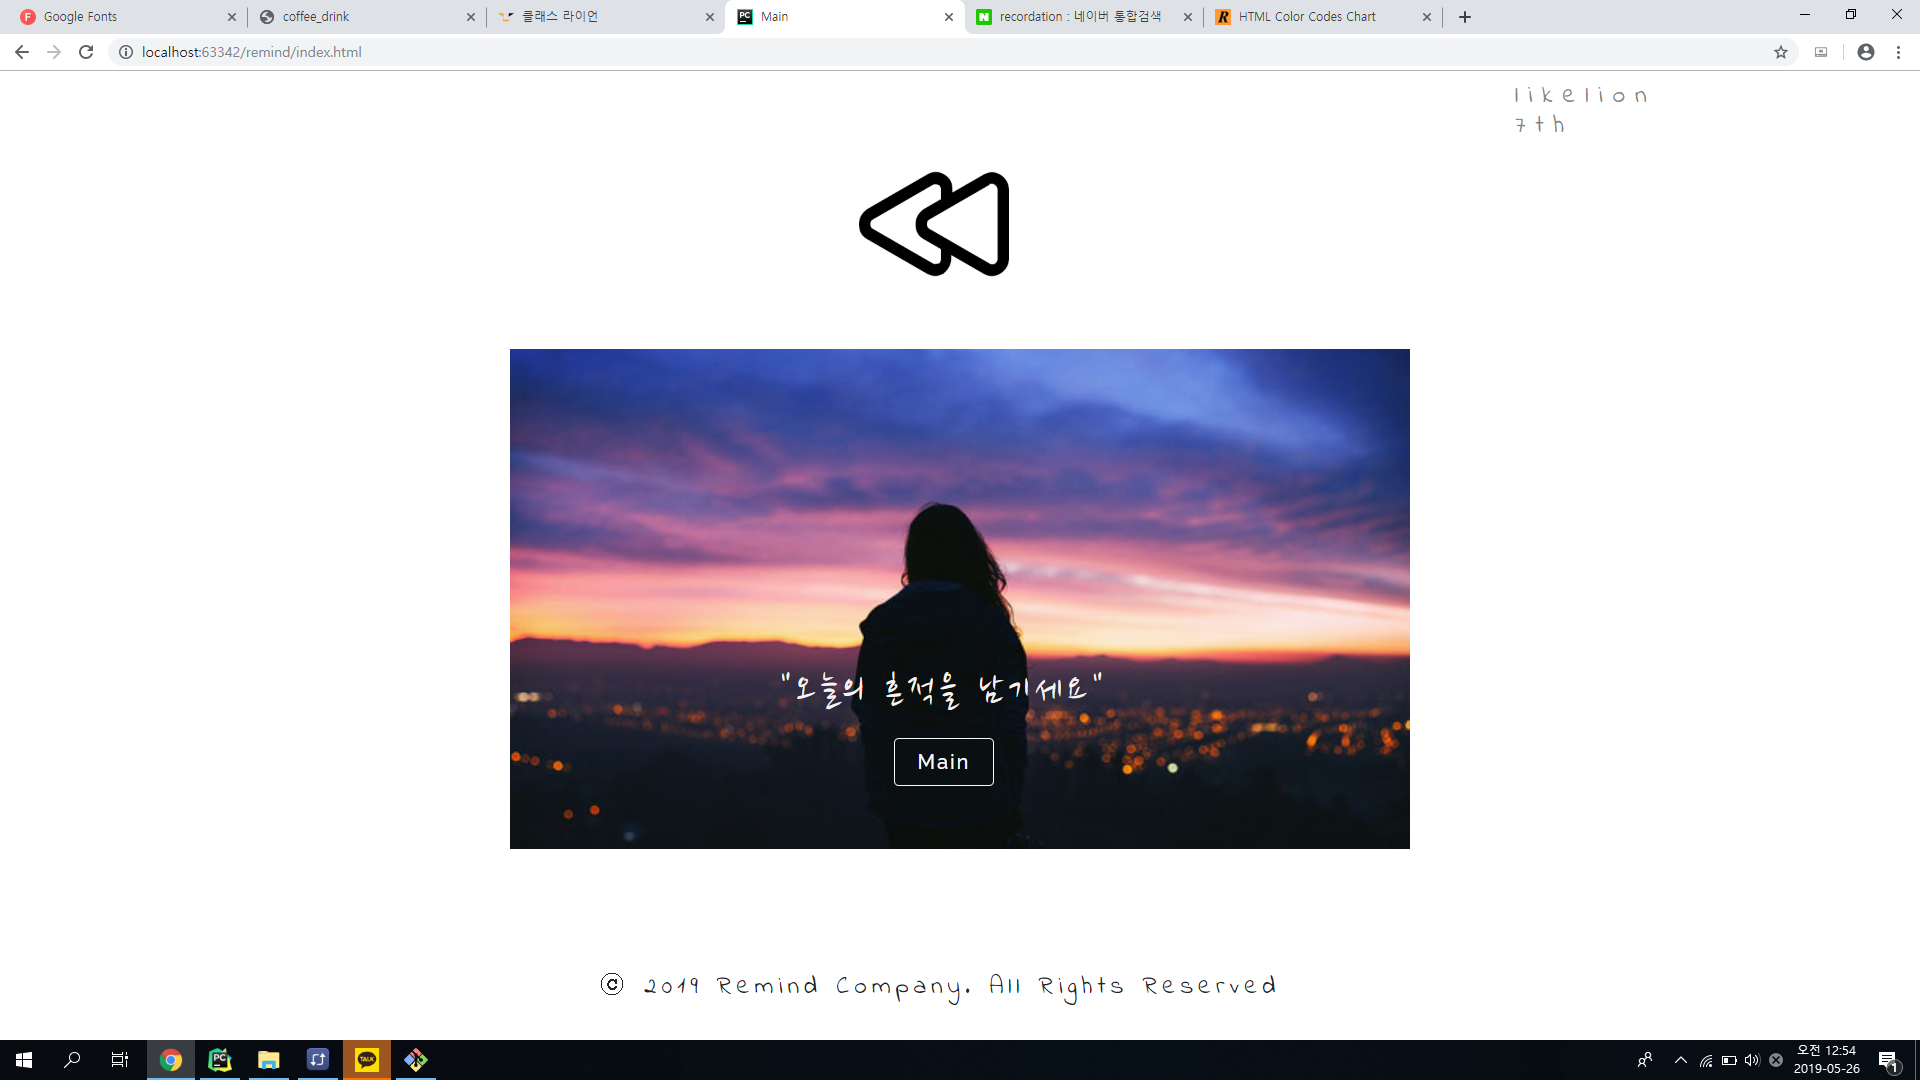 Google Fonts
coffee_drink
클래스 라이언
Main
recordation : 네이버 통합검색
HTML Color Codes Chart
localhost:63342/remind/index.html
likelion
7th
"오늘의 흔적을 남기세요"
Main
© 2019 Remind Company. All Rights Reserved
TALK
오전 12:54
2019-05-26
1